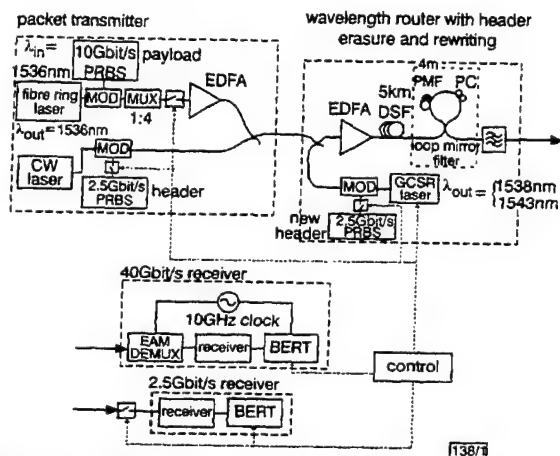 packet transmitter
wavelength router with header
erasure and rewriting
λin =
1536nm
10Gbit/s
PRBS
payload
fibre ring
laser
MOD
MUX
1:4
EDFA
λout = 1536nm
CW
laser
MOD
2.5Gbit/s
PRBS
header
EDFA
5km
DSF
4m
PMF
PC
loop mirror
filter
MOD
GCSR
laser
λout =
1538nm
1543nm
new
header
2.5Gbit/s
PRBS
40Gbit/s receiver
10GHz clock
EAM
DEMUX
receiver
BERT
control
2.5Gbit/s receiver
receiver
BERT
138/1